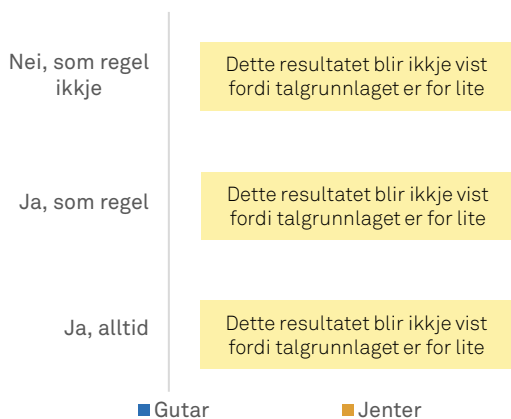 Nei, som regel
ikkje
Dette resultatet blir ikkje vist
fordi talgrunnlaget er for lite
Ja, som regel
Dette resultatet blir ikkje vist
fordi talgrunnlaget er for lite
Ja, alltid
Dette resultatet blir ikkje vist
fordi talgrunnlaget er for lite
Gutar
Jenter